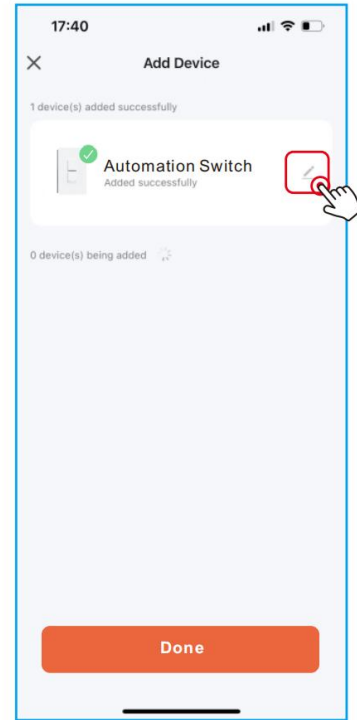 17:40
Add Device
1 device(s) added successfully
Automation Switch
Added successfully
0 device(s) being added
Done